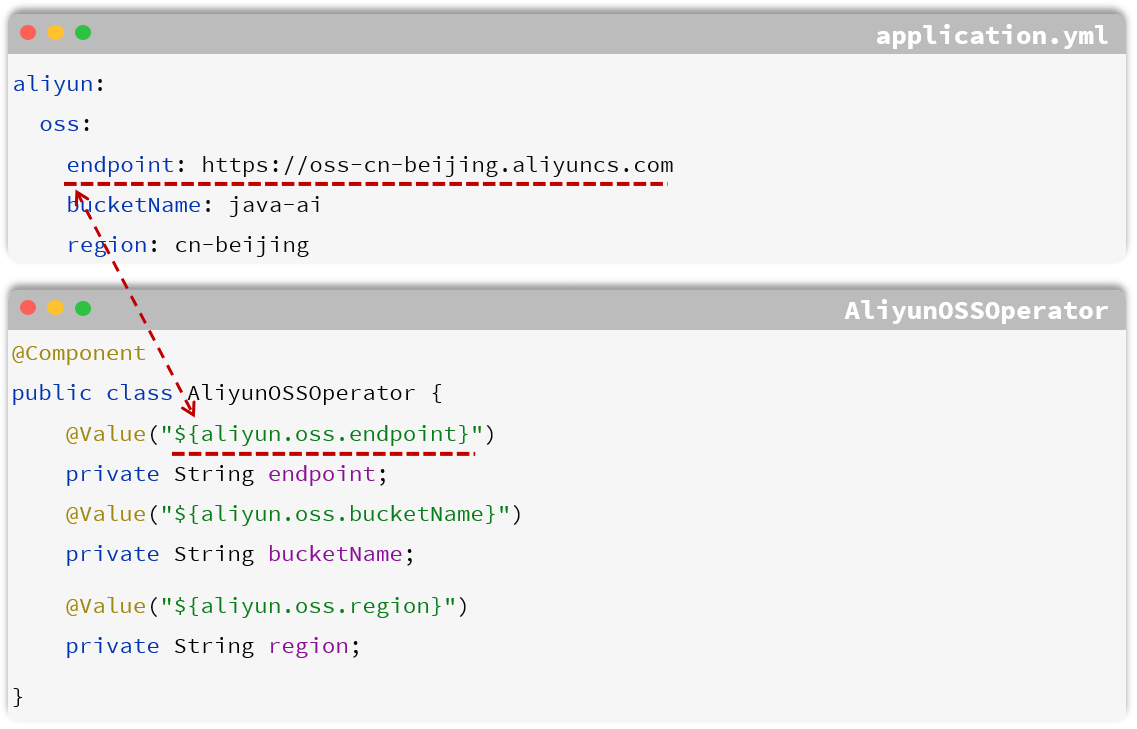 application.yml
aliyun:
  oss:
    endpoint: https://oss-cn-beijing.aliyuncs.com
    bucketName: java-ai
    region: cn-beijing
AliyunOSSOperator
@Component
public class AliyunOSSOperator {
    @Value("${aliyun.oss.endpoint}")
    private String endpoint;
    @Value("${aliyun.oss.bucketName}")
    private String bucketName;
    @Value("${aliyun.oss.region}")
    private String region;
}